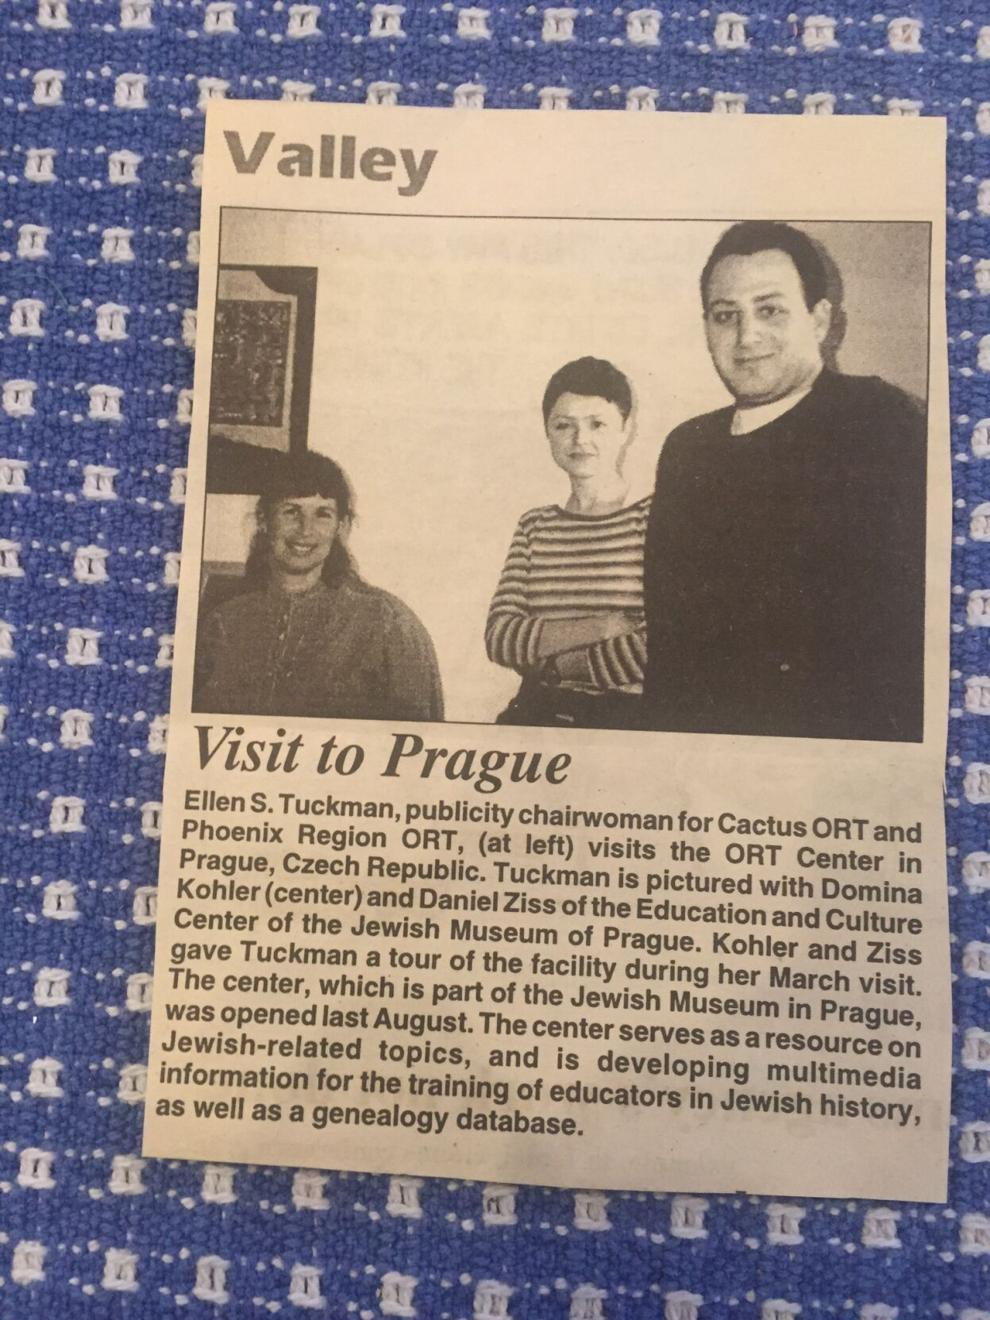 Valley
Visit to Prague
Ellen S. Tuckman, publicity chairwoman for Cactus ORT and
Phoenix Region ORT, (at left) visits the ORT Center in
Prague, Czech Republic. Tuckman is pictured with Domina
Kohler (center) and Daniel Ziss of the Education and Culture
Center of the Jewish Museum of Prague. Kohler and Ziss
gave Tuckman a tour of the facility during her March visit.
The center, which is part of the Jewish Museum in Prague,
was opened last August. The center serves as a resource on
Jewish-related topics, and is developing multimedia
information for the training of educators in Jewish history,
as well as a genealogy database.